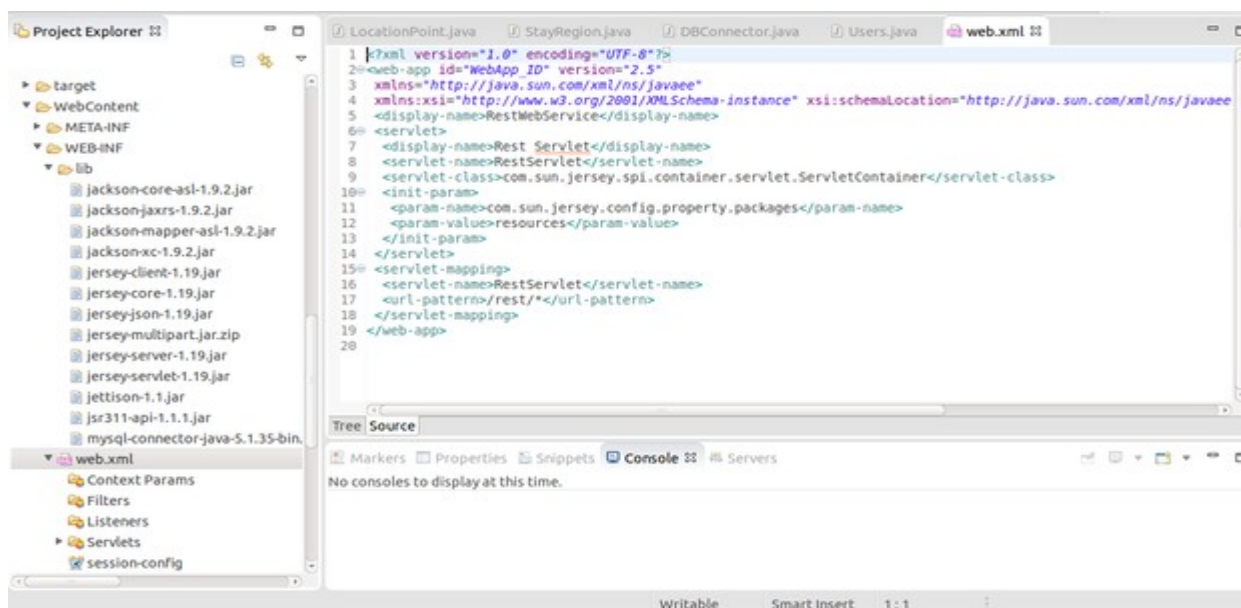 Project Explorer
target
WebContent
META-INF
WEB-INF
lib
jackson-core-asl-1.9.2.jar
jackson-jaxrs-1.9.2.jar
jackson-mapper-asl-1.9.2.jar
jackson-xc-1.9.2.jar
jersey-client-1.19.jar
jersey-core-1.19.jar
jersey-json-1.19.jar
jersey-multipart.jar.zip
jersey-server-1.19.jar
jersey-servlet-1.19.jar
jettison-1.1.jar
jsr311-api-1.1.1.jar
mysql-connector-java-5.1.35-bin.
web.xml
Context Params
Filters
Listeners
Servlets
session-config
LocationPoint.java StayRegion.java DBConnector.java Users.java web.xml
1 <?xml version="1.0" encoding="UTF-8"?>
2 <web-app id="WebApp_ID" version="2.5"
3 xmlns="http://java.sun.com/xml/ns/javaee"
4 xmlns:xsi="http://www.w3.org/2001/XMLSchema-instance" xsi:schemaLocation="http://java.sun.com/xml/ns/javaee
5 <display-name>RestWebService</display-name>
6 <servlet>
7 <display-name>Rest Servlet</display-name>
8 <servlet-name>RestServlet</servlet-name>
9 <servlet-class>com.sun.jersey.spi.container.servlet.ServletContainer</servlet-class>
10 <init-param>
11 <param-name>com.sun.jersey.config.property.packages</param-name>
12 <param-value>resources</param-value>
13 </init-param>
14 </servlet>
15 <servlet-mapping>
16 <servlet-name>RestServlet</servlet-name>
17 <url-pattern>/rest/*</url-pattern>
18 </servlet-mapping>
19 </web-app>
20
Tree Source
Markers Properties Snippets Console Servers
No consoles to display at this time.
Writable Smart Insert 1 : 1